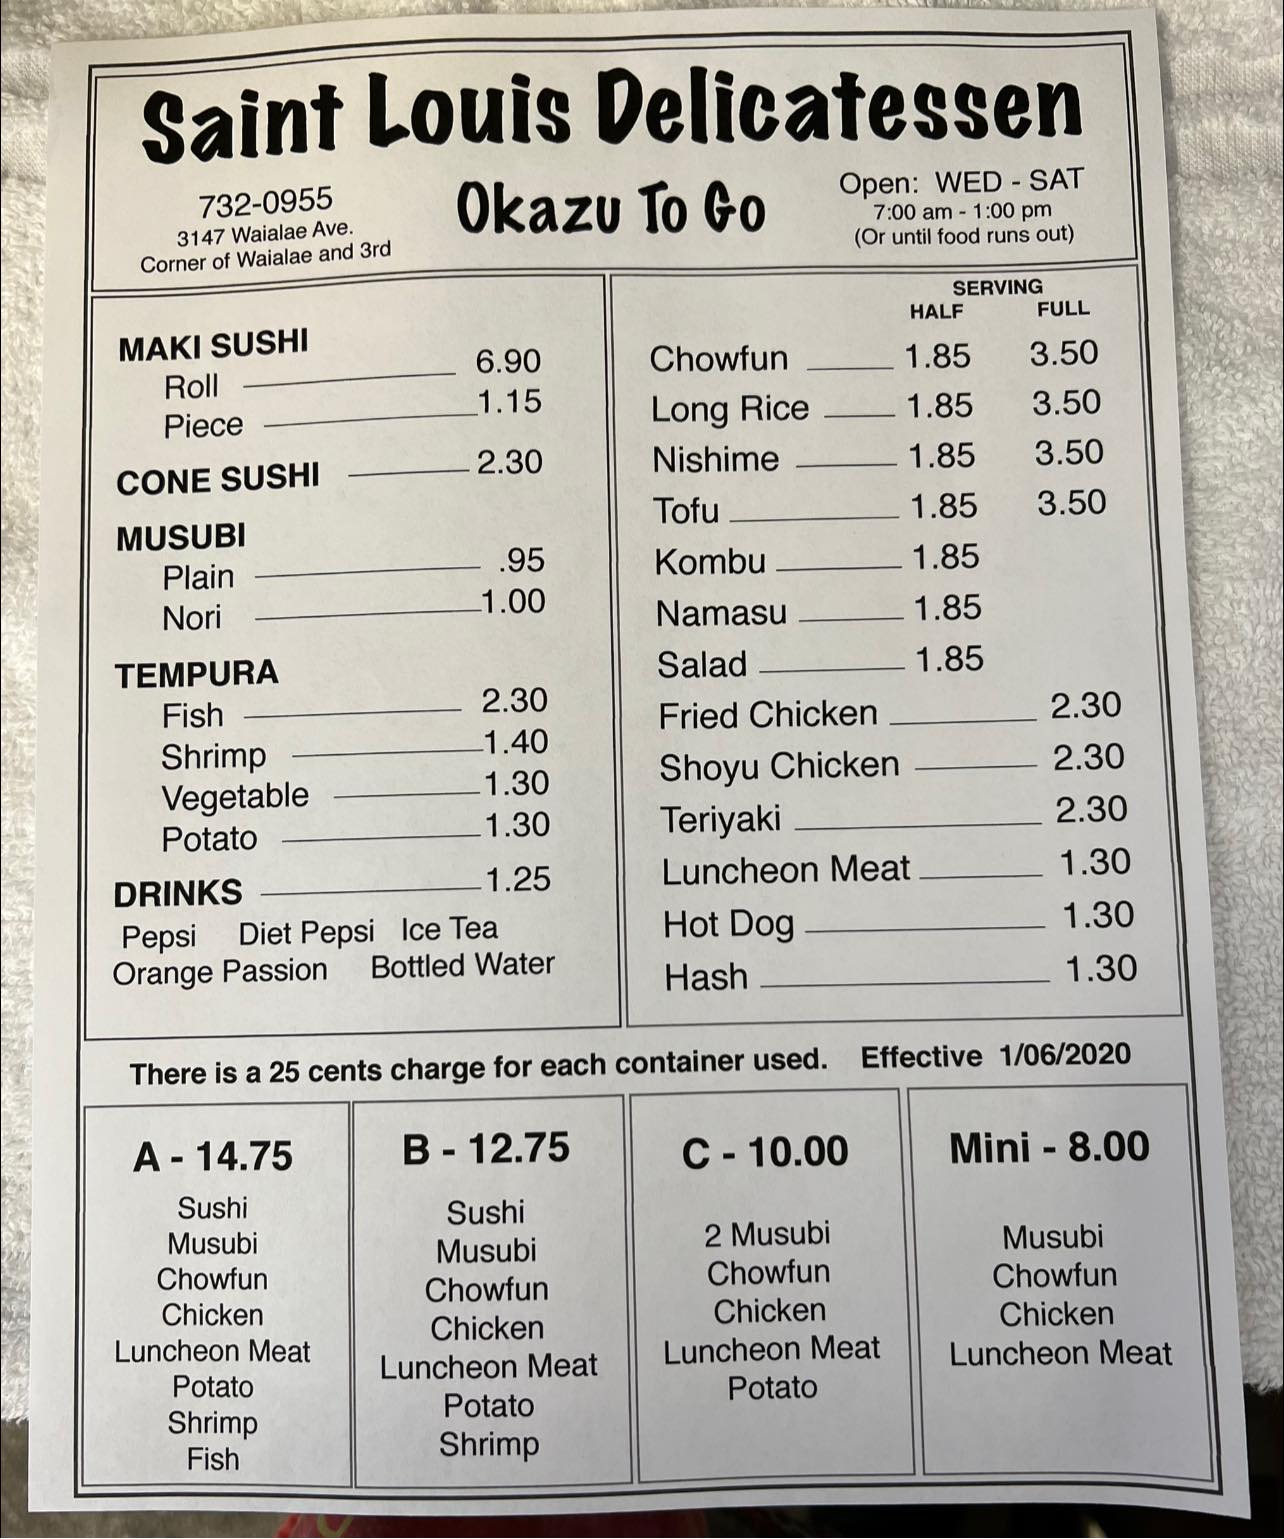 Saint Louis Delicatessen
732-0955
3147 Waialae Ave.
Corner of Waialae and 3rd
Okazu To Go
Open: WED - SAT
7:00 am - 1:00 pm
(Or until food runs out)
MAKI SUSHI
Roll 6.90
Piece 1.15
CONE SUSHI 2.30
MUSUBI
Plain .95
Nori 1.00
TEMPURA
Fish 2.30
Shrimp 1.40
Vegetable 1.30
Potato 1.30
DRINKS 1.25
Pepsi Diet Pepsi Ice Tea
Orange Passion Bottled Water
SERVING
HALF FULL
Chowfun 1.85 3.50
Long Rice 1.85 3.50
Nishime 1.85 3.50
Tofu 1.85 3.50
Kombu 1.85
Namasu 1.85
Salad 1.85
Fried Chicken 2.30
Shoyu Chicken 2.30
Teriyaki 2.30
Luncheon Meat 1.30
Hot Dog 1.30
Hash 1.30
There is a 25 cents charge for each container used. Effective 1/06/2020
A - 14.75
Sushi
Musubi
Chowfun
Chicken
Luncheon Meat
Potato
Shrimp
Fish
B - 12.75
Sushi
Musubi
Chowfun
Chicken
Luncheon Meat
Potato
Shrimp
C - 10.00
2 Musubi
Chowfun
Chicken
Luncheon Meat
Potato
Mini - 8.00
Musubi
Chowfun
Chicken
Luncheon Meat